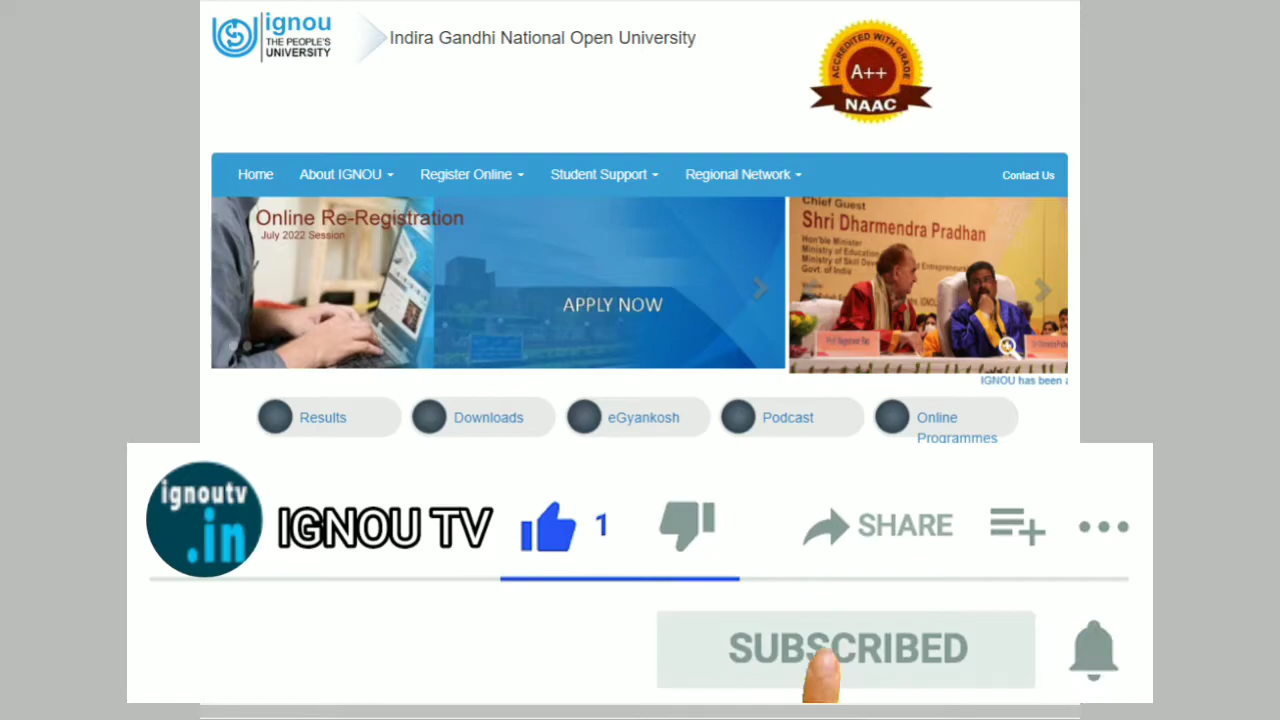 ignou
THE PEOPLE'S
UNIVERSITY
Indira Gandhi National Open University
ACCREDITED WITH GRADE
A++
NAAC
Home
About IGNOU
Register Online
Student Support
Regional Network
Contact Us
Online Re-Registration
July 2022 Session
APPLY NOW
Chief Guest
Shri Dharmendra Pradhan
Hon'ble Minister
Ministry of Education
Ministry of Skill Dev
Entrepreneurs
Govt. of India
IGNOU has been a
Results
Downloads
eGyankosh
Podcast
Online
Programmes
ignoutv
.in
IGNOU TV
1
SHARE
SUBSCRIBED